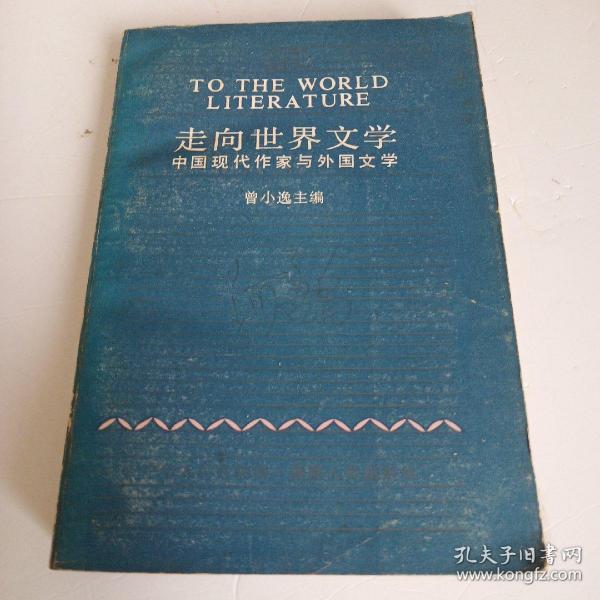 TO THE WORLD
LITERATURE
走向世界文学
中国现代作家与外国文学
曾小逸主编
孔夫子旧书网
www.kongfz.com